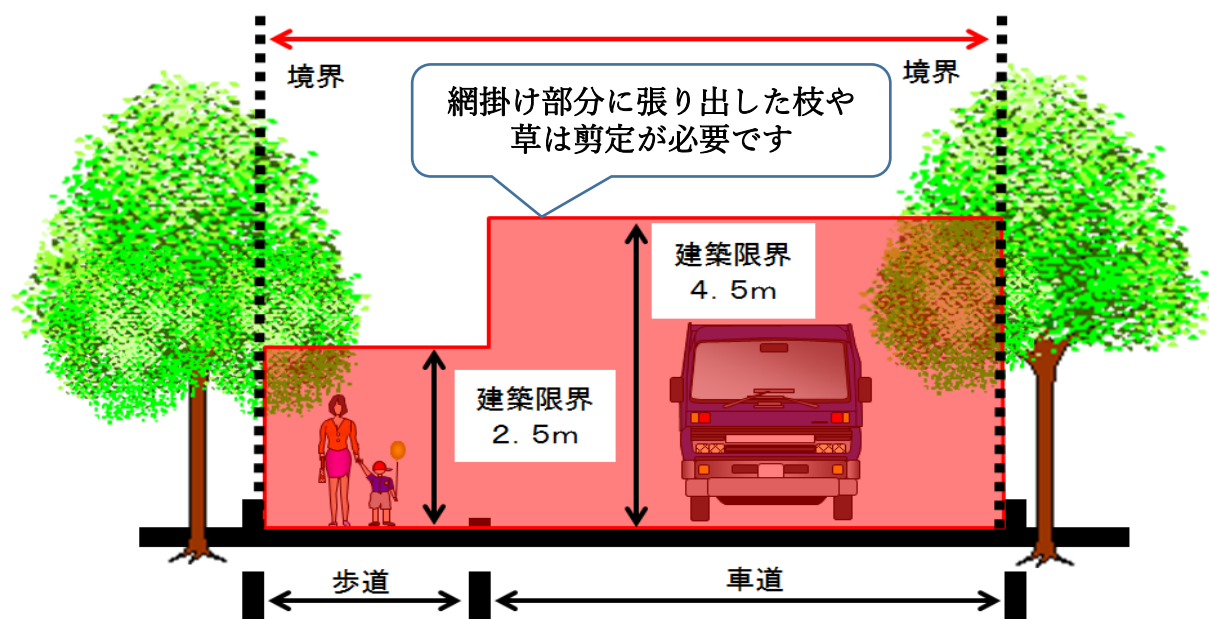 境界
境界
網掛け部分に張り出した枝や
草は剪定が必要です
建築限界
4.5m
建築限界
2.5m
歩道
車道